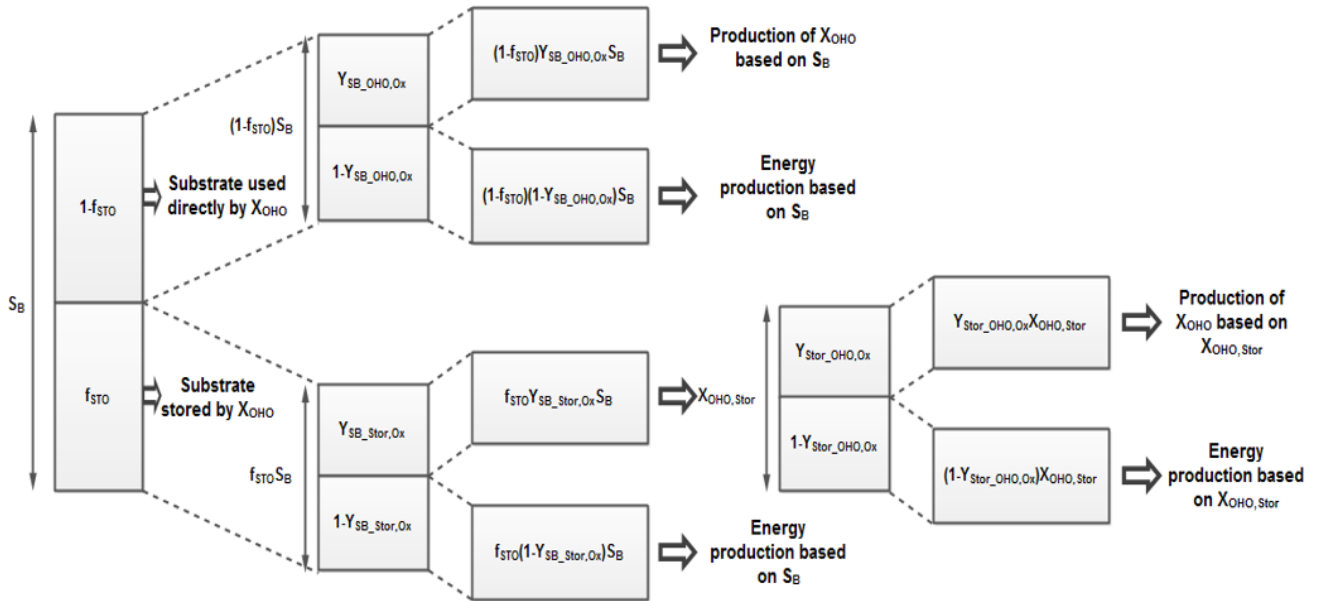 S_B
1-f_STO
f_STO
Substrate used
directly by X_OHO
Substrate
stored by X_OHO
(1-f_STO)S_B
Y_SB_OHO,Ox
1-Y_SB_OHO,Ox
(1-f_STO)Y_SB_OHO,OxS_B
Production of X_OHO
based on S_B
(1-f_STO)(1-Y_SB_OHO,Ox)S_B
Energy
production based
on S_B
f_STOS_B
Y_SB_Stor,Ox
1-Y_SB_Stor,Ox
f_STOY_SB_Stor,OxS_B
X_OHO,Stor
f_STO(1-Y_SB_Stor,Ox)S_B
Energy
production based
on S_B
Y_Stor_OHO,Ox
1-Y_Stor_OHO,Ox
Y_Stor_OHO,OxX_OHO,Stor
Production of
X_OHO based on
X_OHO,Stor
(1-Y_Stor_OHO,Ox)X_OHO,Stor
Energy
production based
on X_OHO,Stor